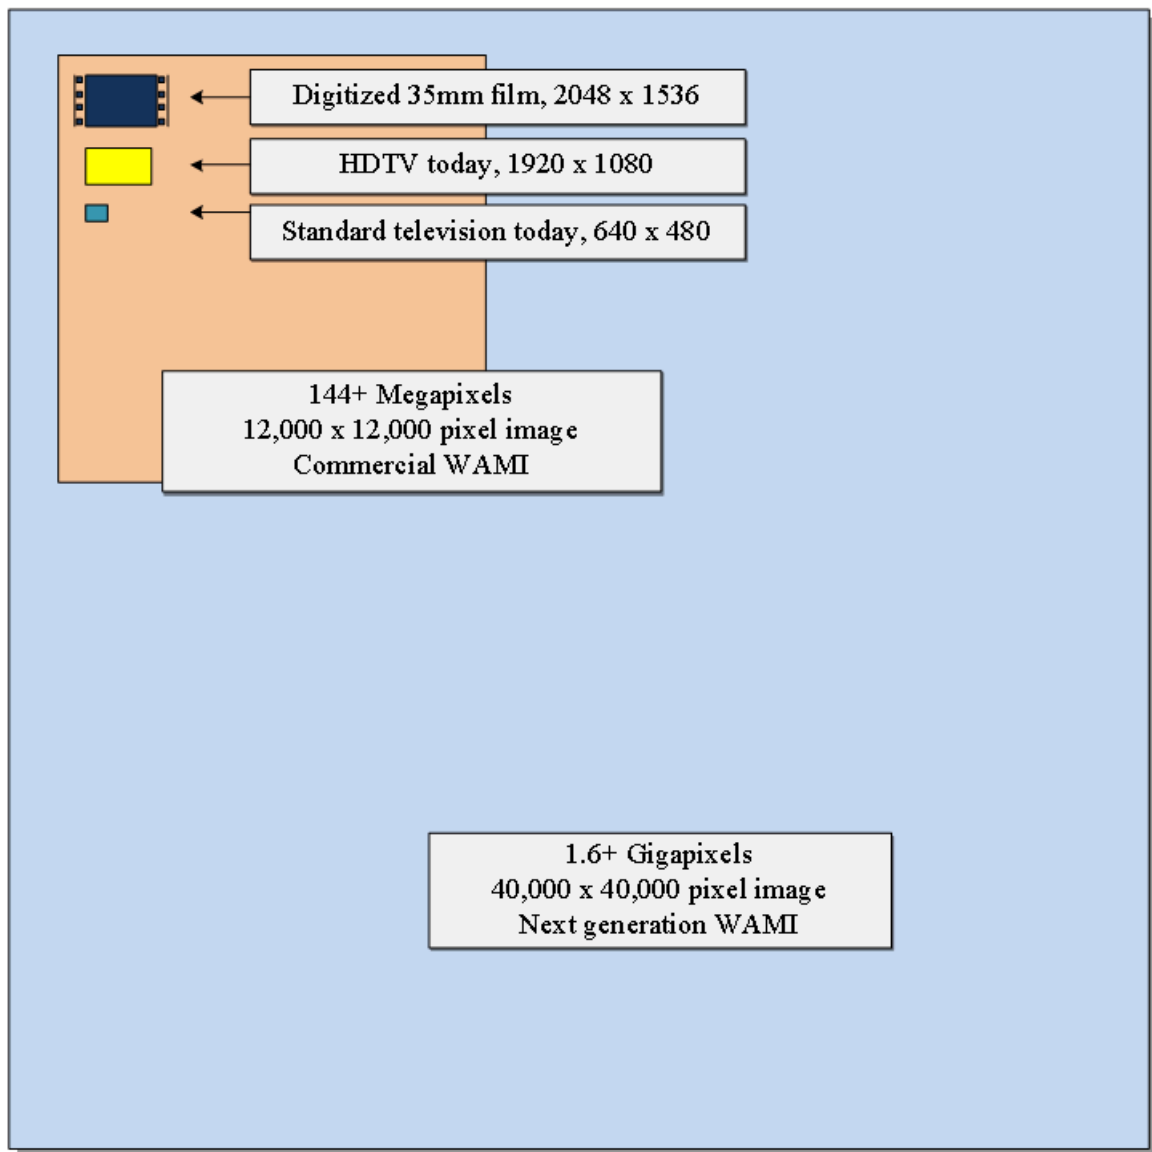 Digitized 35mm film, 2048 x 1536
HDTV today, 1920 x 1080
Standard television today, 640 x 480
144+ Megapixels
12,000 x 12,000 pixel image
Commercial WAMI
1.6+ Gigapixels
40,000 x 40,000 pixel image
Next generation WAMI